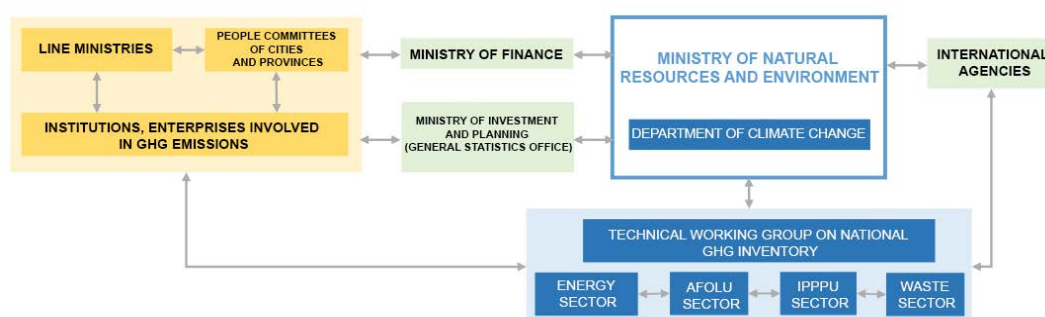 LINE MINISTRIES
PEOPLE COMMITTEES
OF CITIES
AND PROVINCES
INSTITUTIONS, ENTERPRISES INVOLVED
IN GHG EMISSIONS
MINISTRY OF FINANCE
MINISTRY OF INVESTMENT
AND PLANNING
(GENERAL STATISTICS OFFICE)
MINISTRY OF NATURAL
RESOURCES AND ENVIRONMENT
DEPARTMENT OF CLIMATE CHANGE
INTERNATIONAL
AGENCIES
TECHNICAL WORKING GROUP ON NATIONAL
GHG INVENTORY
ENERGY
SECTOR
AFOLU
SECTOR
IPPPU
SECTOR
WASTE
SECTOR